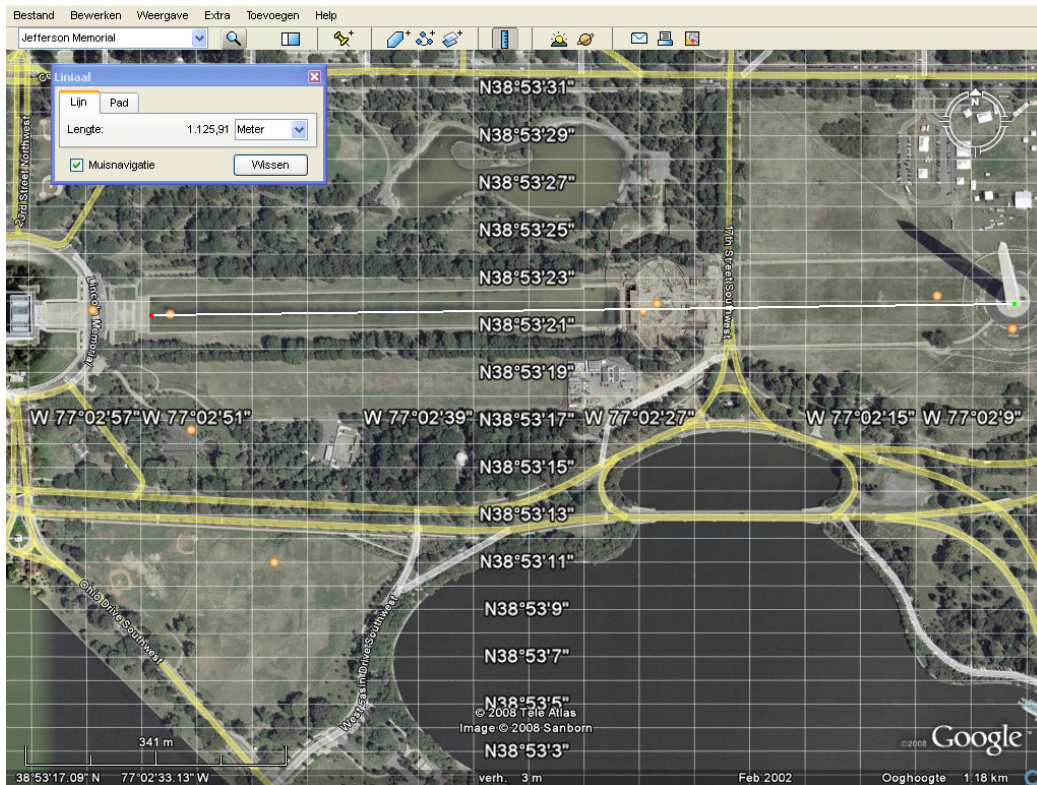 Bestand Bewerken Weergave Extra Toevoegen Help
Jefferson Memorial
Liniaal
Lijn Pad
Lengte: 1.125,91 Meter
Muisnavigatie Wissen
23rd Street Northwest
N38°53'31"
N
N38°53'29"
N38°53'27"
N38°53'25"
17th Street Southwest
N38°53'23"
Lincoln Memorial
N38°53'21"
N38°53'19"
W 77°02'57" W 77°02'51" W 77°02'39" N38°53'17" W 77°02'27" W 77°02'15" W 77°02'9"
N38°53'15"
N38°53'13"
N38°53'11"
Ohio Drive Southwest
West Basin Drive Southwest
N38°53'9"
N38°53'7"
N38°53'5"
© 2008 Tele Atlas
Image © 2008 Sanborn
©2008 Google™
341 m
N38°53'3"
38°53'17.09" N 77°02'33.13" W verh. 3 m Feb 2002 Ooghoogte 1.18 km